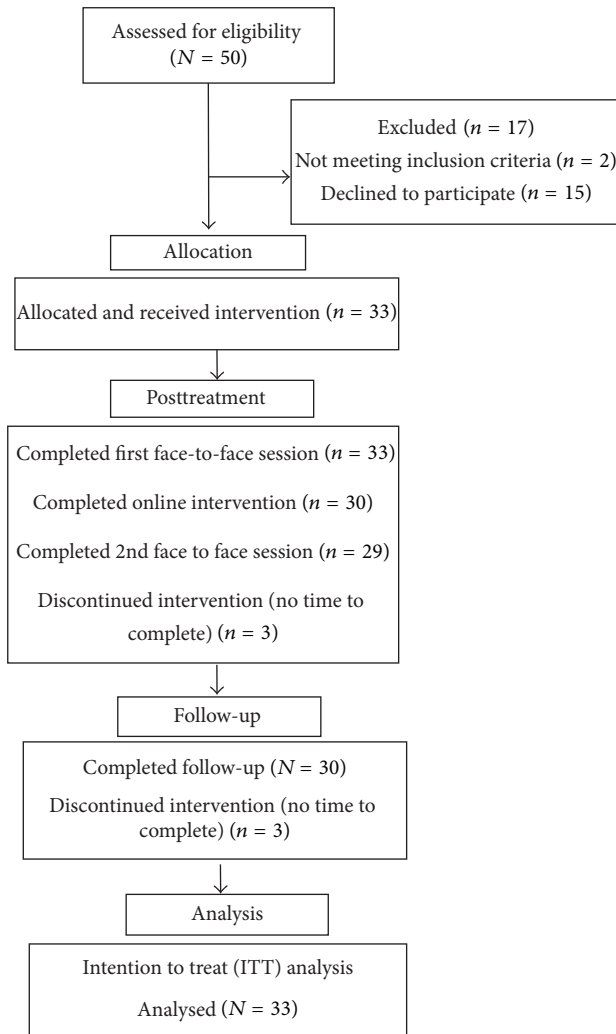 Assessed for eligibility
(N = 50)
Excluded (n = 17)
Not meeting inclusion criteria (n = 2)
Declined to participate (n = 15)
Allocation
Allocated and received intervention (n = 33)
Posttreatment
Completed first face-to-face session (n = 33)
Completed online intervention (n = 30)
Completed 2nd face to face session (n = 29)
Discontinued intervention (no time to
complete) (n = 3)
Follow-up
Completed follow-up (N = 30)
Discontinued intervention (no time to
complete) (n = 3)
Analysis
Intention to treat (ITT) analysis
Analysed (N = 33)